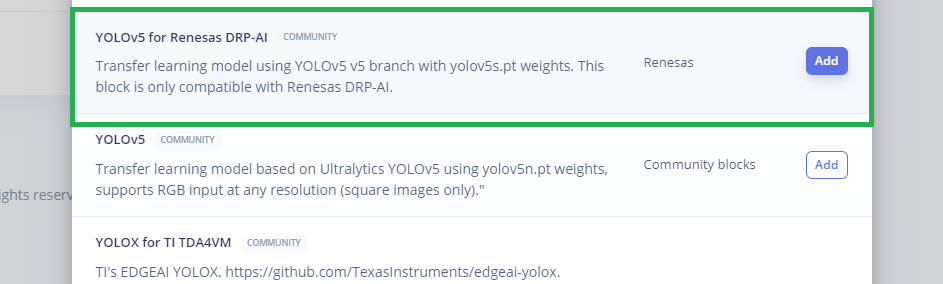 YOLOv5 for Renesas DRP-AI COMMUNITY
Transfer learning model using YOLOv5 v5 branch with yolov5s.pt weights. This Renesas Add
block is only compatible with Renesas DRP-AI.
YOLOv5 COMMUNITY
Transfer learning model based on Ultralytics YOLOv5 using yolov5n.pt weights, Community blocks Add
supports RGB input at any resolution (square images only)."
ights reserv
YOLOX for TI TDA4VM COMMUNITY
TI's EDGEAI YOLOX. https://github.com/TexasInstruments/edgeai-yolox.